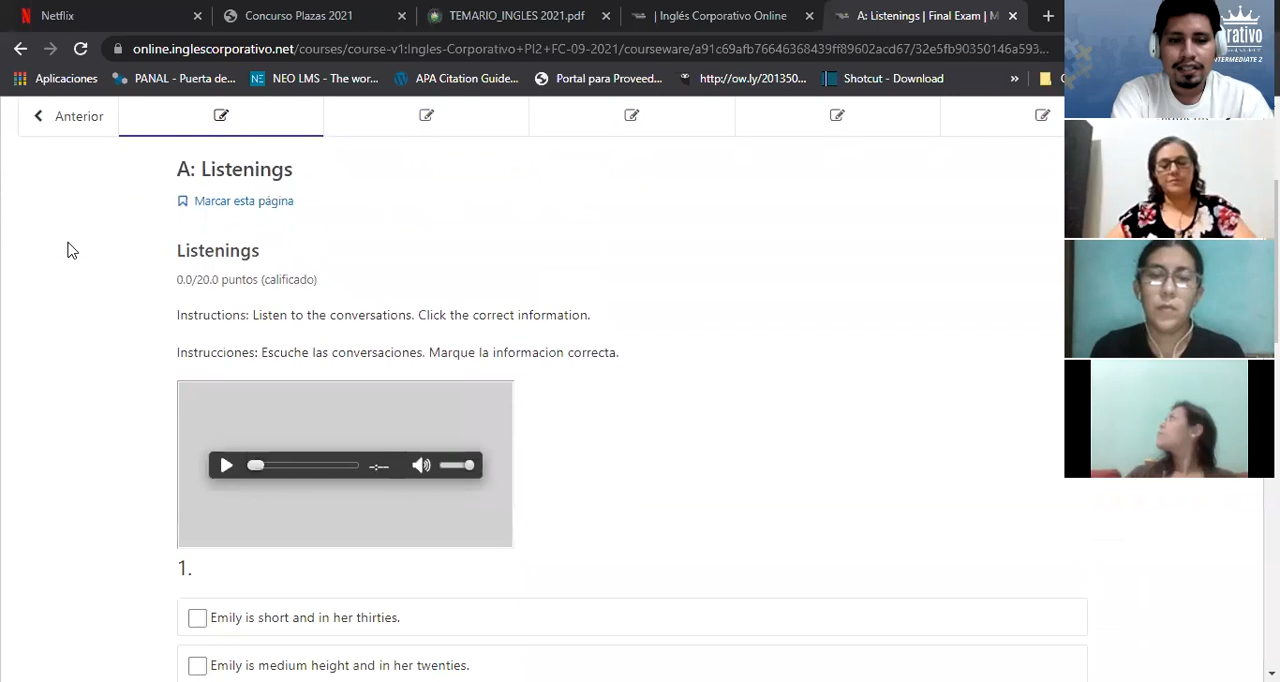 Netflix
Concurso Plazas 2021
TEMARIO_INGLES 2021.pdf
| Inglés Corporativo Online
A: Listenings | Final Exam | M
online.inglescorporativo.net/courses/course-v1:Ingles-Corporativo+PI2+FC-09-2021/courseware/a91c69afb76646368439ff89602acd67/32e5fb90350146a593...
Aplicaciones
PANAL - Puerta de...
NEO LMS - The wor...
APA Citation Guide...
Portal para Proveed...
http://ow.ly/201350...
Shotcut - Download
»
INTERMEDIATE 2
Anterior
A: Listenings
Marcar esta página
Listenings
0.0/20.0 puntos (calificado)
Instructions: Listen to the conversations. Click the correct information.
Instrucciones: Escuche las conversaciones. Marque la informacion correcta.
-:--
1.
Emily is short and in her thirties.
Emily is medium height and in her twenties.